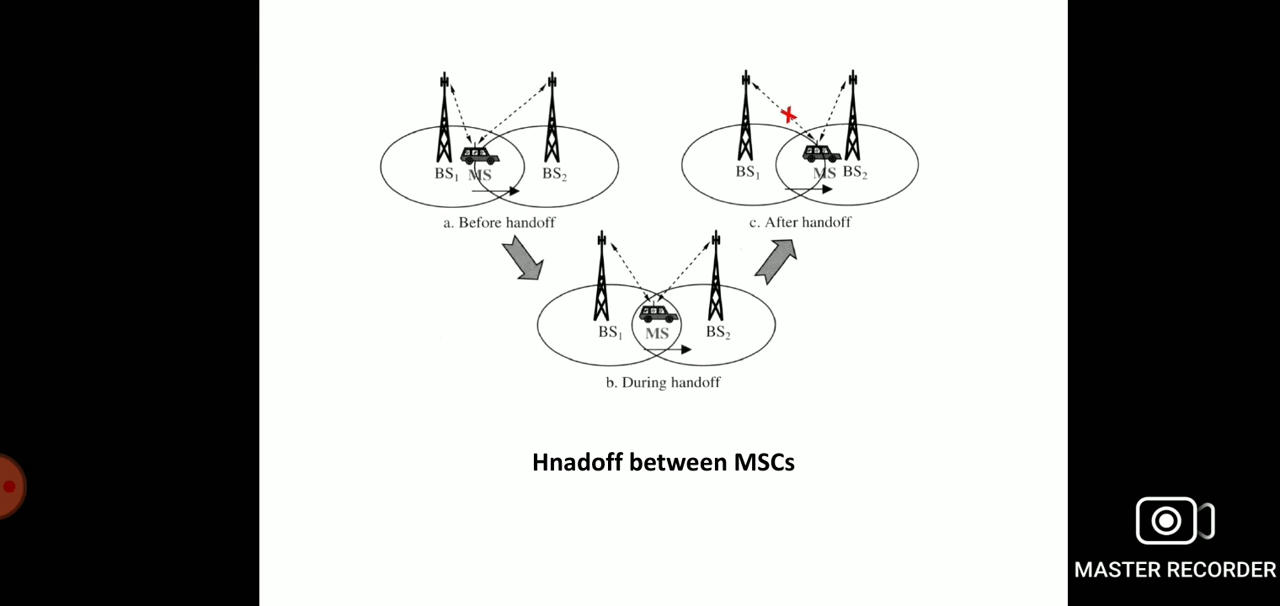 BS₁ MS BS₂
a. Before handoff
BS₁ MS BS₂
c. After handoff
BS₁ MS BS₂
b. During handoff
Hnadoff between MSCs
MASTER RECORDER